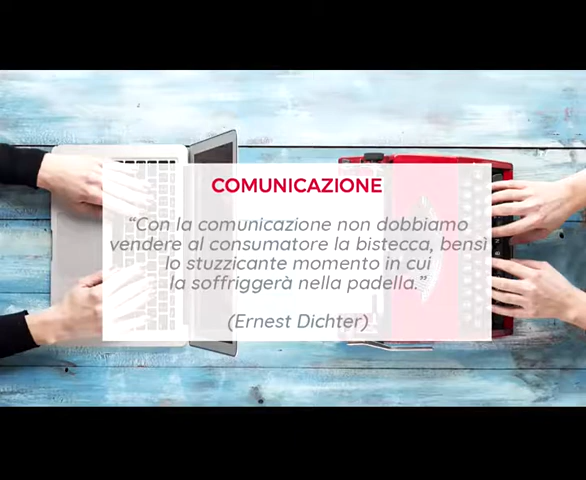 COMUNICAZIONE
“Con la comunicazione non dobbiamo
vendere al consumatore la bistecca, bensì
lo stuzzicante momento in cui
la soffriggerà nella padella.”
(Ernest Dichter)